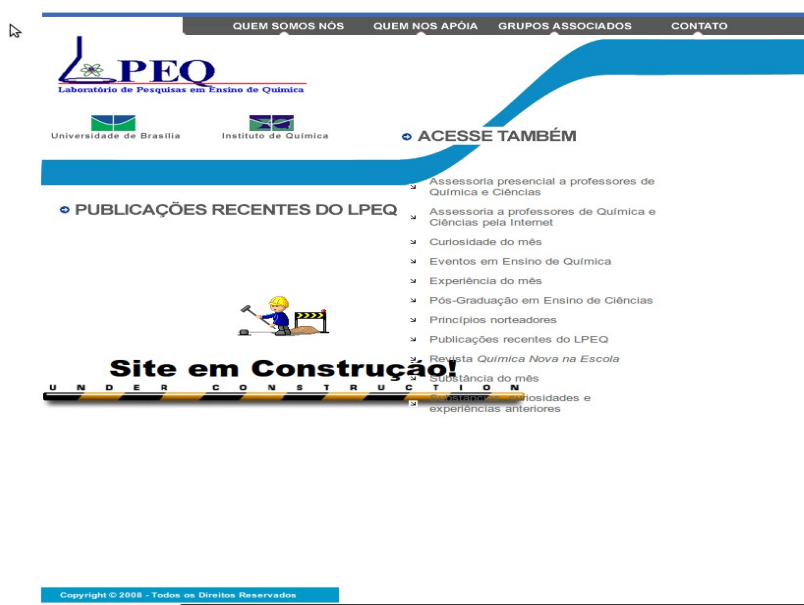 QUEM SOMOS NÓS QUEM NOS APÓIA GRUPOS ASSOCIADOS CONTATO
LPEQ
Laboratório de Pesquisas em Ensino de Química
Universidade de Brasília
Instituto de Química
ACESSE TAMBÉM
Assessoria presencial a professores de
Química e Ciências
Assessoria a professores de Química e
Ciências pela Internet
Curiosidade do mês
Eventos em Ensino de Química
Experiência do mês
Pós-Graduação em Ensino de Ciências
Princípios norteadores
Publicações recentes do LPEQ
Revista Química Nova na Escola
Substância do mês
Substâncias, curiosidades e
experiências anteriores
PUBLICAÇÕES RECENTES DO LPEQ
Site em Construção!
UNDER CONSTRUCTION
Copyright © 2008 - Todos os Direitos Reservados